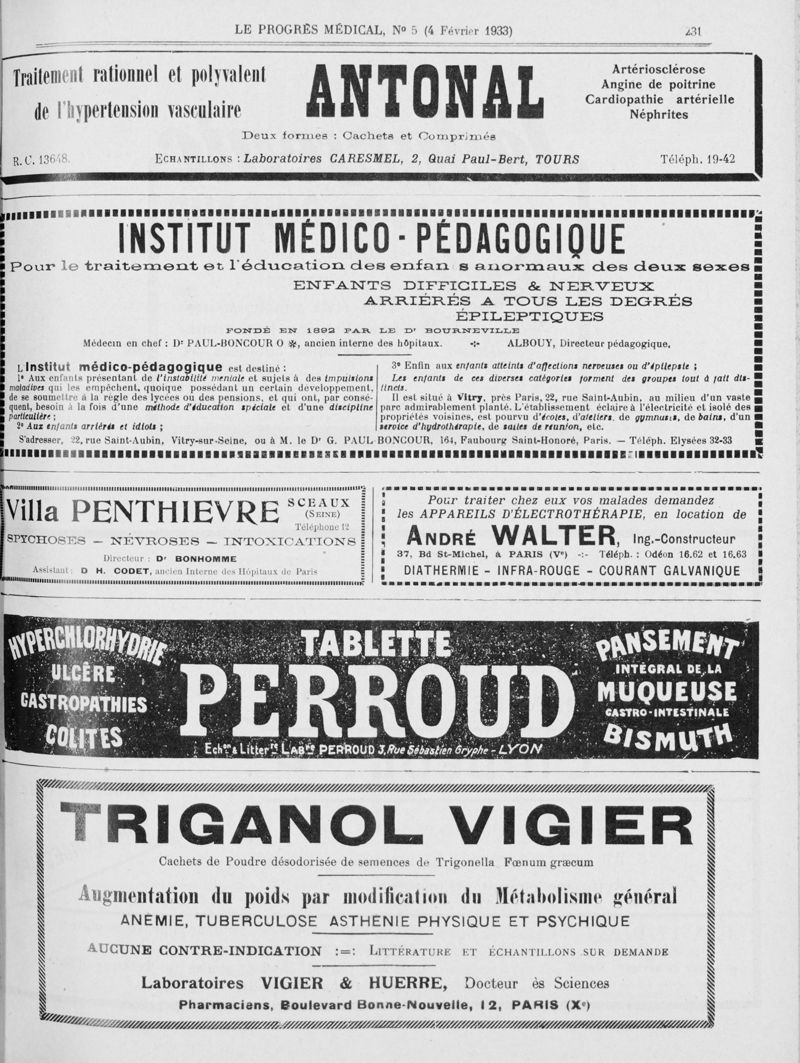 LE PROGRÈS MÉDICAL, No 5 (4 Février 1933) 231
Traitement rationnel et polyvalent
de l'hypertension vasculaire
ANTONAL
Artériosclérose
Angine de poitrine
Cardiopathie artérielle
Néphrites
Deux formes : Cachets et Comprimés
R. C. 13648. ECHANTILLONS : Laboratoires CARESMEL, 2, Quai Paul-Bert, TOURS Téléph. 19-42
INSTITUT MÉDICO-PÉDAGOGIQUE
Pour le traitement et l'éducation des enfan s anormaux des deux sexes
ENFANTS DIFFICILES & NERVEUX
ARRIÉRÉS A TOUS LES DEGRÉS
ÉPILEPTIQUES
FONDÉ EN 1892 PAR LE Dr BOURNEVILLE
Médecin en chef : Dr PAUL-BONCOUR O ✻, ancien interne des hôpitaux. -:- ALBOUY, Directeur pédagogique,
L Institut médico-pédagogique est destiné :
1° Aux enfants présentant de l'instabilité mentale et sujets à des impulsions
maladives qui les empêchent, quoique possédant un certain développement,
de se soumettre à la règle des lycées ou des pensions, et qui ont, par consé-
quent, besoin à la fois d'une méthode d'éducation spéciale et d'une discipline
particulière ;
2° Aux enfants arriérés et idiots ;
3° Enfin aux enfants atteints d'affections nerveuses ou d'épilepsie ;
Les enfants de ces diverses catégories forment des groupes tout à fait dis-
tincts.
Il est situé à Vitry, près Paris, 22, rue Saint-Aubin, au milieu d'un vaste
parc admirablement planté. L'établissement éclairé à l'électricité et isolé des
propriétés voisines, est pourvu d'écoles, d'ateliers, de gymnases, de bains, d'un
service d'hydrothérapie, de salles de réunion, etc.
S'adresser, 22, rue Saint-Aubin, Vitry-sur-Seine, ou à M. le Dr G. PAUL-BONCOUR, 164, Faubourg Saint-Honoré, Paris. — Téléph. Elysées 32-33
Villa PENTHIEVRE SCEAUX
(SEINE)
Téléphone 12
SPYCHOSES — NÉVROSES — INTOXICATIONS
Directeur : Dr BONHOMME
Assistant : D H. CODET, ancien Interne des Hôpitaux de Paris
Pour traiter chez eux vos malades demandez
les APPAREILS D'ÉLECTROTHÉRAPIE, en location de
ANDRÉ WALTER, Ing.-Constructeur
37, Bd St-Michel, à PARIS (Ve) -:- Téléph. : Odéon 16.62 et 16.63
DIATHERMIE - INFRA-ROUGE - COURANT GALVANIQUE
HYPERCHLORHYDRIE
ULCÈRE
GASTROPATHIES
COLITES
TABLETTE
PERROUD
Echons & Littérre LABres PERROUD 3, Rue Sébastien Gryphe - LYON
PANSEMENT
INTÉGRAL DE LA
MUQUEUSE
GASTRO-INTESTINALE
BISMUTH
TRIGANOL VIGIER
Cachets de Poudre désodorisée de semences de Trigonella Fœnum græcum
Augmentation du poids par modification du Métabolisme général
ANÉMIE, TUBERCULOSE ASTHÉNIE PHYSIQUE ET PSYCHIQUE
AUCUNE CONTRE-INDICATION :=: LITTÉRATURE ET ÉCHANTILLONS SUR DEMANDE
Laboratoires VIGIER & HUERRE, Docteur ès Sciences
Pharmaciens, Boulevard Bonne-Nouvelle, 12, PARIS (Xe)